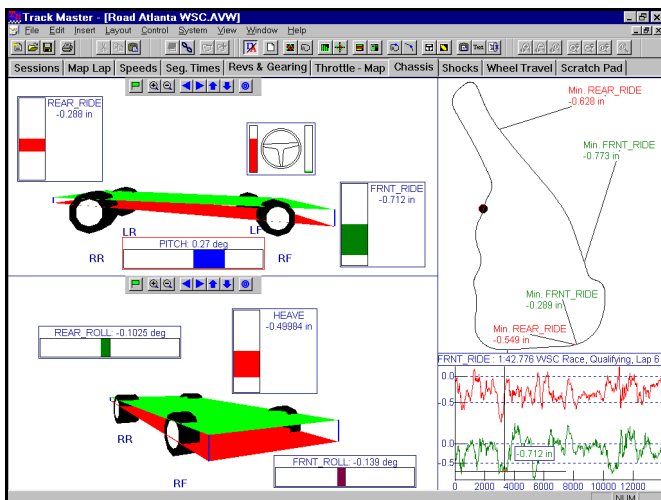 Track Master - [Road Atlanta WSC.AVW]
File Edit Insert Layout Control System View Window Help
Text
Sessions Map Lap Speeds Seg. Times Revs & Gearing Throttle - Map Chassis Shocks Wheel Travel Scratch Pad
REAR_RIDE
-0.288 in
FRNT_RIDE
-0.712 in
LR
LF
RR
RF
PITCH: 0.27 deg
REAR_ROLL: -0.1025 deg
HEAVE
-0.49984 in
RR
RF
FRNT_ROLL: -0.139 deg
Min. REAR_RIDE
-0.628 in
Min. FRNT_RIDE
-0.773 in
Min. FRNT_RIDE
-0.289 in
Min. REAR_RIDE
-0.549 in
FRNT_RIDE : 1:42.776 WSC Race, Qualifying, Lap 6
0.0
-0.5
0.0
-0.5
-0.712 in
0 2000 4000 6000 8000 10000 12000
NUM